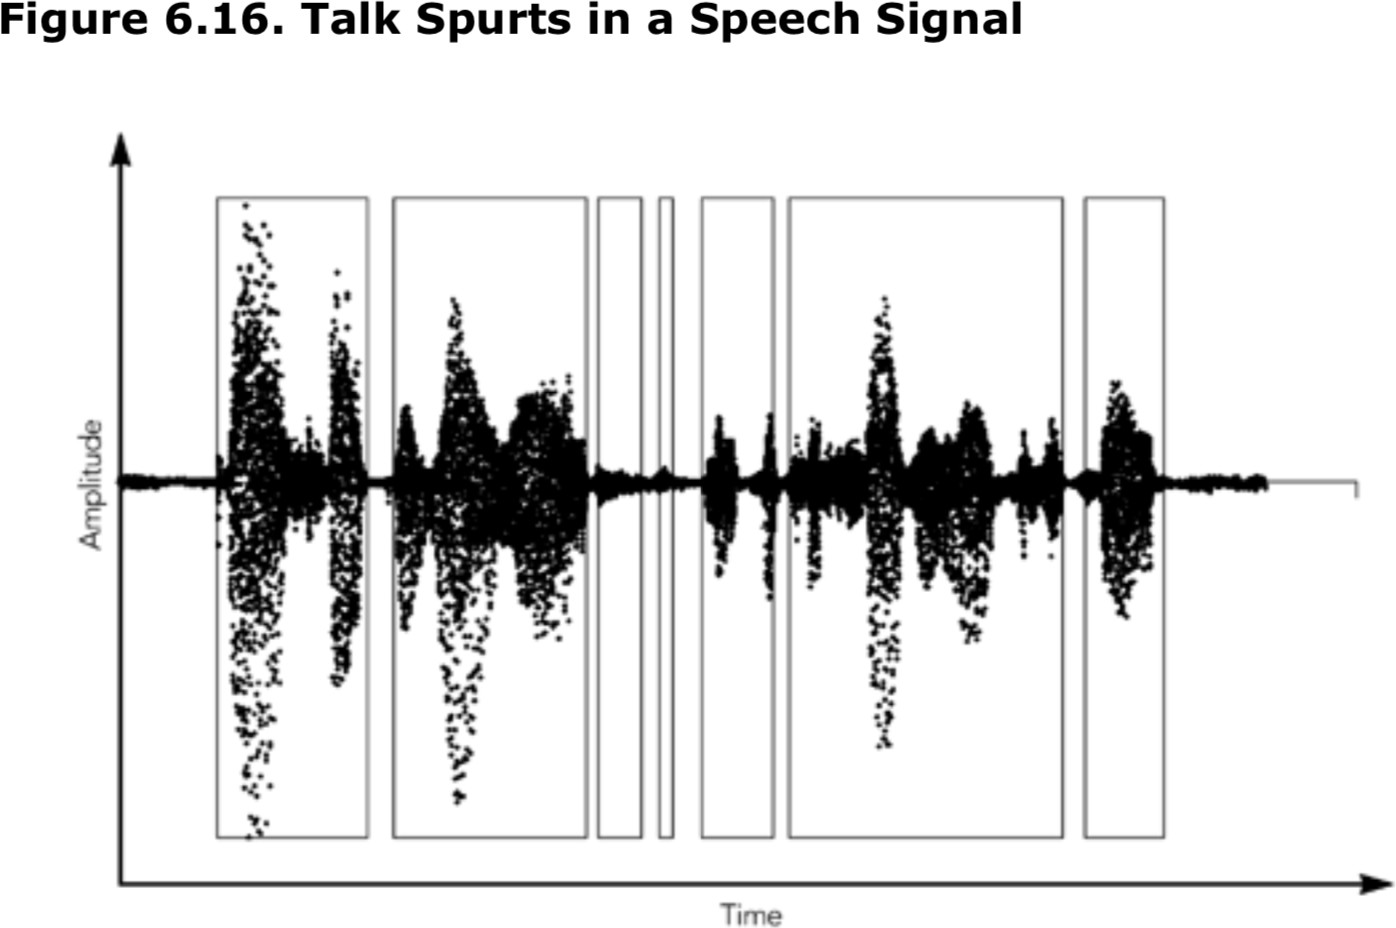 Figure 6.16. Talk Spurts in a Speech Signal
Amplitude
Time